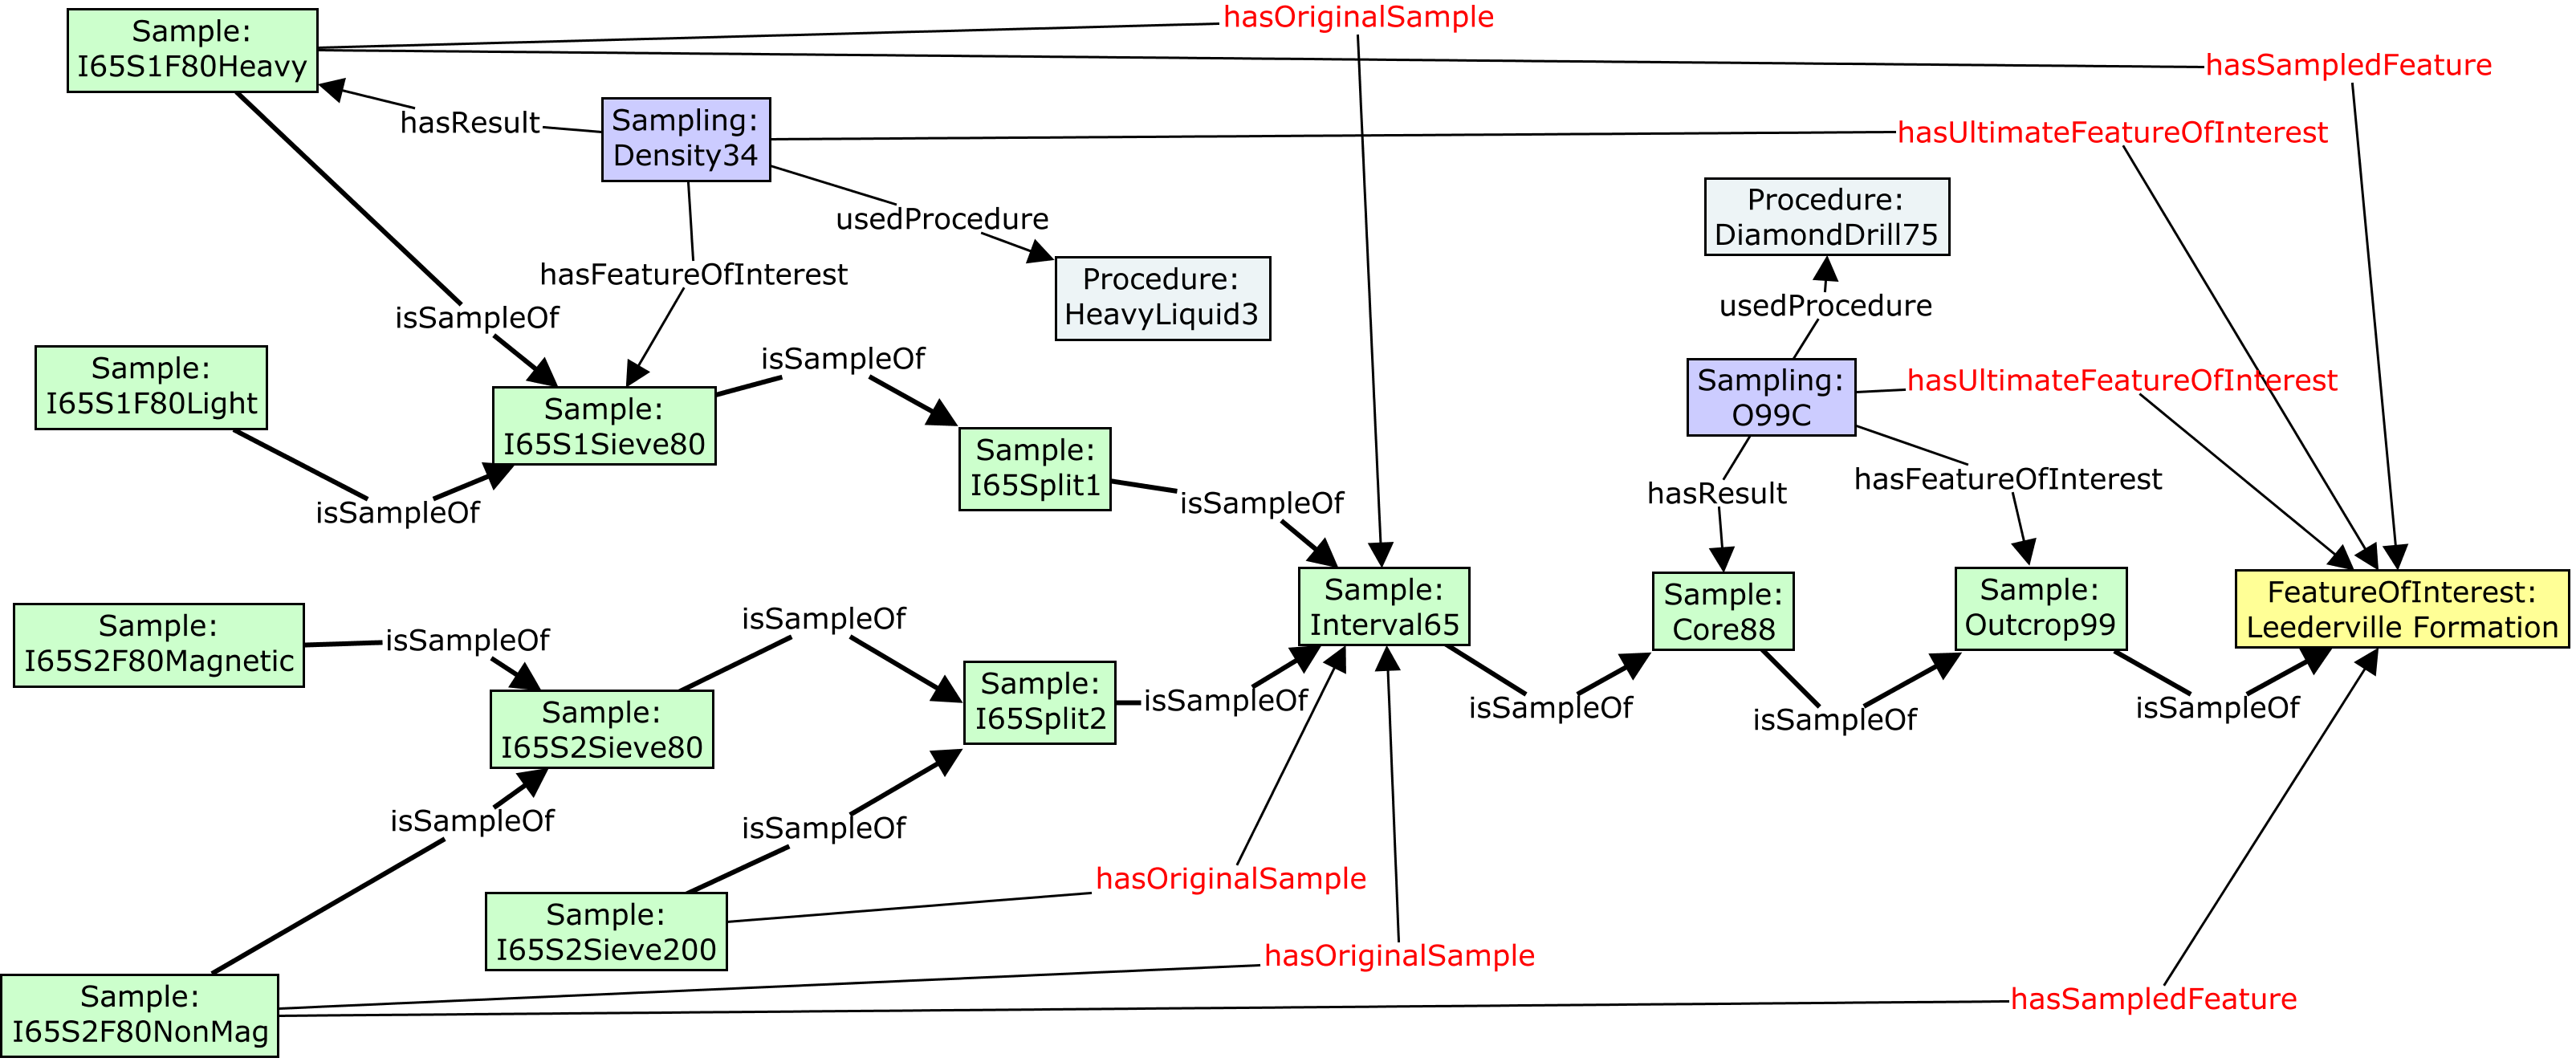 hasOriginalSample
Sample:
I65S1F80Heavy
hasSampledFeature
hasResult
Sampling:
Density34
hasUltimateFeatureOfInterest
usedProcedure
Procedure:
DiamondDrill75
hasFeatureOfInterest
Procedure:
HeavyLiquid3
isSampleOf
usedProcedure
Sample:
I65S1F80Light
isSampleOf
Sampling:
O99C
hasUltimateFeatureOfInterest
Sample:
I65S1Sieve80
Sample:
I65Split1
isSampleOf
isSampleOf
hasResult
hasFeatureOfInterest
Sample:
Interval65
Sample:
Core88
Sample:
Outcrop99
FeatureOfInterest:
Leederville Formation
Sample:
I65S2F80Magnetic
isSampleOf
isSampleOf
Sample:
I65S2Sieve80
Sample:
I65Split2
isSampleOf
isSampleOf
isSampleOf
isSampleOf
isSampleOf
isSampleOf
hasOriginalSample
Sample:
I65S2Sieve200
hasOriginalSample
Sample:
I65S2F80NonMag
hasSampledFeature